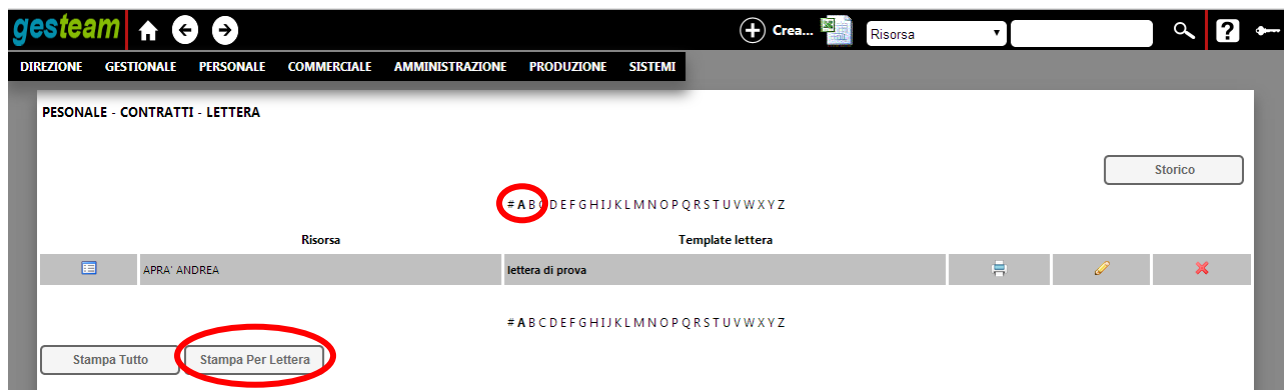 gesteam Crea... Risorsa ?
DIREZIONE GESTIONALE PERSONALE COMMERCIALE AMMINISTRAZIONE PRODUZIONE SISTEMI
PESONALE - CONTRATTI - LETTERA
Storico
# A B C D E F G H I J K L M N O P Q R S T U V W X Y Z
Risorsa Template lettera
APRA' ANDREA lettera di prova
# A B C D E F G H I J K L M N O P Q R S T U V W X Y Z
Stampa Tutto Stampa Per Lettera